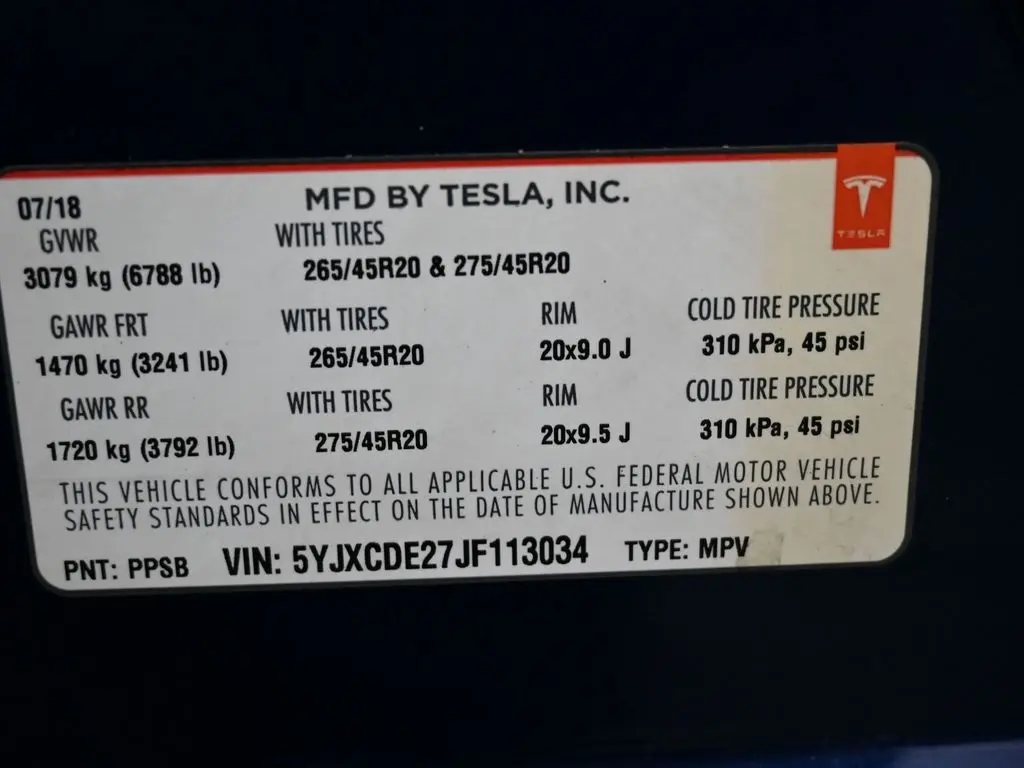 07/18 MFD BY TESLA, INC.
TESLA
GVWR WITH TIRES
3079 kg (6788 lb) 265/45R20 & 275/45R20
GAWR FRT WITH TIRES RIM COLD TIRE PRESSURE
1470 kg (3241 lb) 265/45R20 20x9.0 J 310 kPa, 45 psi
GAWR RR WITH TIRES RIM COLD TIRE PRESSURE
1720 kg (3792 lb) 275/45R20 20x9.5 J 310 kPa, 45 psi
THIS VEHICLE CONFORMS TO ALL APPLICABLE U.S. FEDERAL MOTOR VEHICLE
SAFETY STANDARDS IN EFFECT ON THE DATE OF MANUFACTURE SHOWN ABOVE.
PNT: PPSB VIN: 5YJXCDE27JF113034 TYPE: MPV